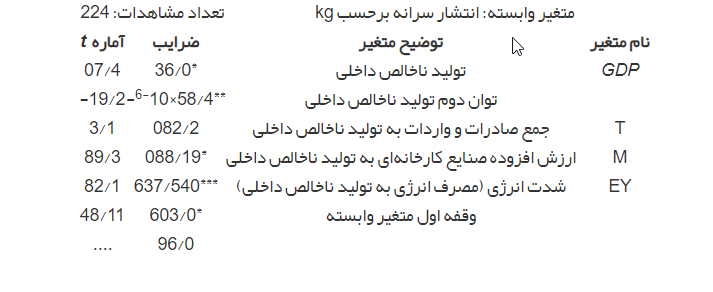 متغیر وابسته: انتشار سرانه برحسب kg تعداد مشاهدات: 224
نام متغیر توضیح متغیر ضرایب آماره t
GDP تولید ناخالص داخلی 36/0* 07/4
توان دوم تولید ناخالص داخلی 58/4×10−6−** 19/2−
T جمع صادرات و واردات به تولید ناخالص داخلی 082/2 3/1
M ارزش افزوده صنایع کارخانه‌ای به تولید ناخالص داخلی 088/19* 89/3
EY شدت انرژی (مصرف انرژی به تولید ناخالص داخلی) 637/540*** 82/1
وقفه اول متغیر وابسته 603/0* 48/11
96/0 ....